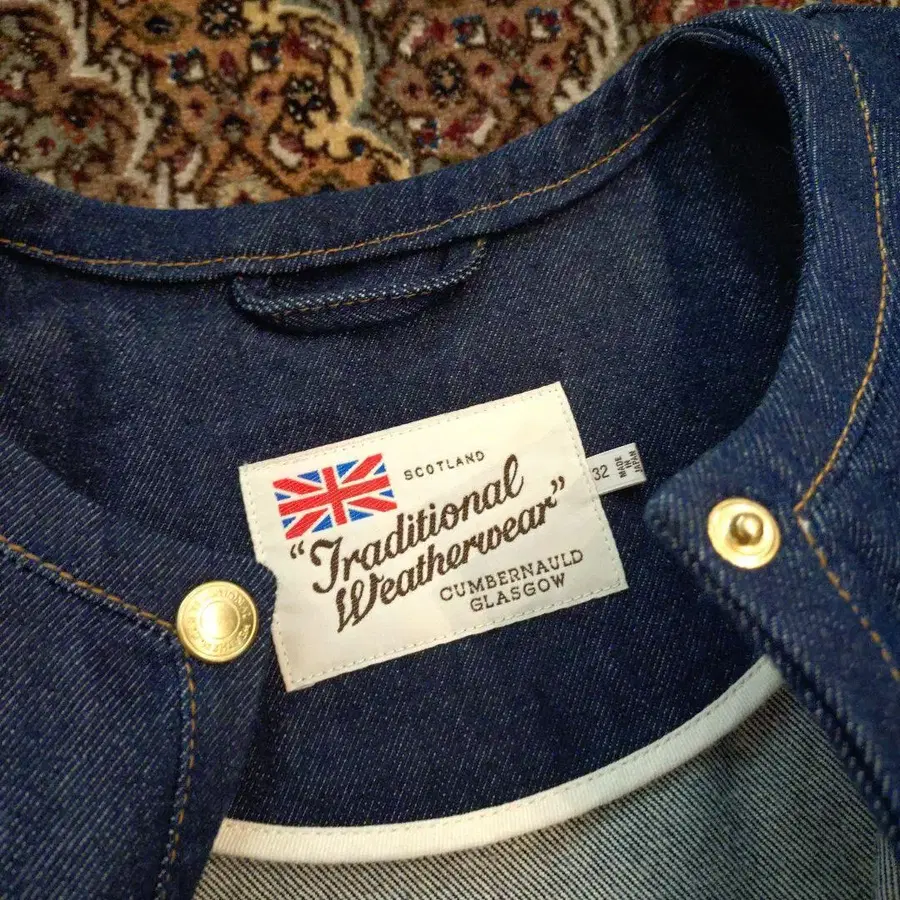 SCOTLAND
“Traditional
Weatherwear”
CUMBERNAULD
GLASGOW
32
MADE
IN
JAPAN